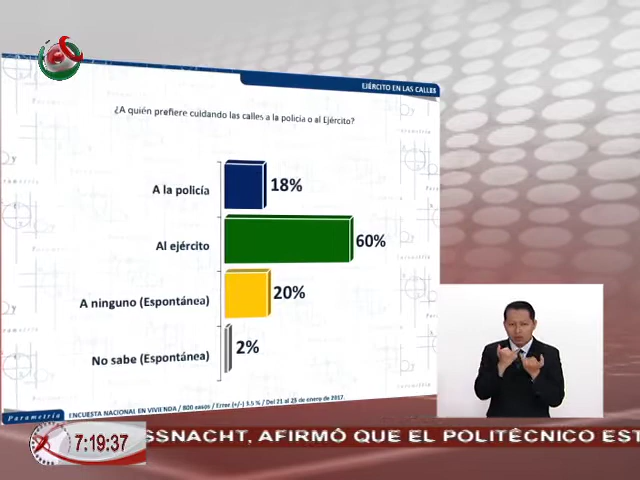 EJÉRCITO EN LAS CALLES
¿A quién prefiere cuidando las calles a la policía o al Ejército?
A la policía 18%
Al ejército 60%
A ninguno (Espontánea) 20%
No sabe (Espontánea) 2%
Parametría ENCUESTA NACIONAL EN VIVIENDA / 800 casos / Error (+/-) 3.5 % / Del 21 al 25 de enero de 2017.
7:19:37 SSNACHT, AFIRMÓ QUE EL POLITÉCNICO EST